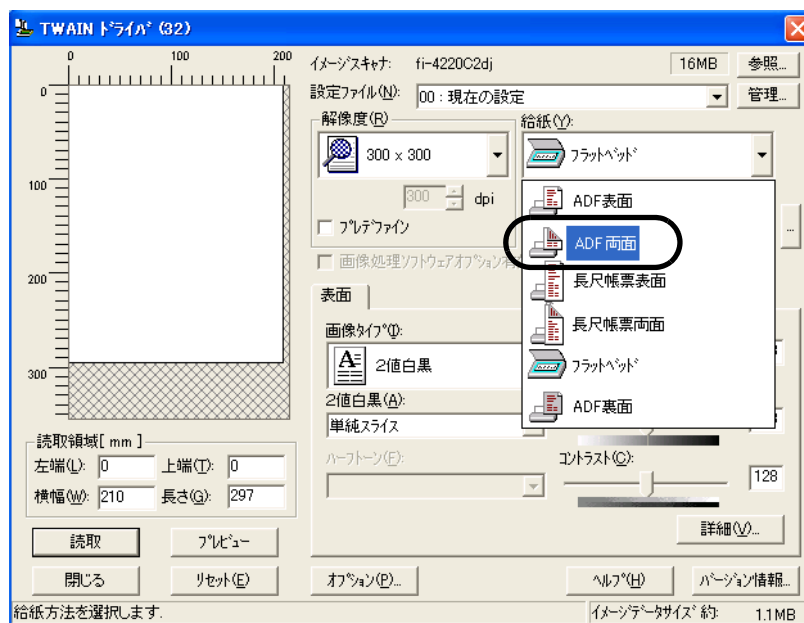 TWAIN ドライバ (32)
0 100 200
0
100
200
300
イメージスキャナ: fi-4220C2dj 16MB 参照...
設定ファイル(N): 00 : 現在の設定 管理...
解像度(R)
300 × 300
300 dpi
プレデファイン
給紙(Y):
フラットベッド
ADF表面
ADF両面
長尺帳票表面
長尺帳票両面
フラットベッド
ADF裏面
...
画像処理ソフトウェアオプション
表面
画像タイプ(I):
2値白黒
2値白黒(A):
単純スライス
ハーフトーン(F):
コントラスト(C):
128
詳細(V)...
読取領域[ mm ]
左端(L): 0 上端(T): 0
横幅(W): 210 長さ(G): 297
読取 プレビュー
閉じる リセット(E) オプション(P)... ヘルプ(H) バージョン情報...
給紙方法を選択します. イメージデータサイズ 約: 1.1MB